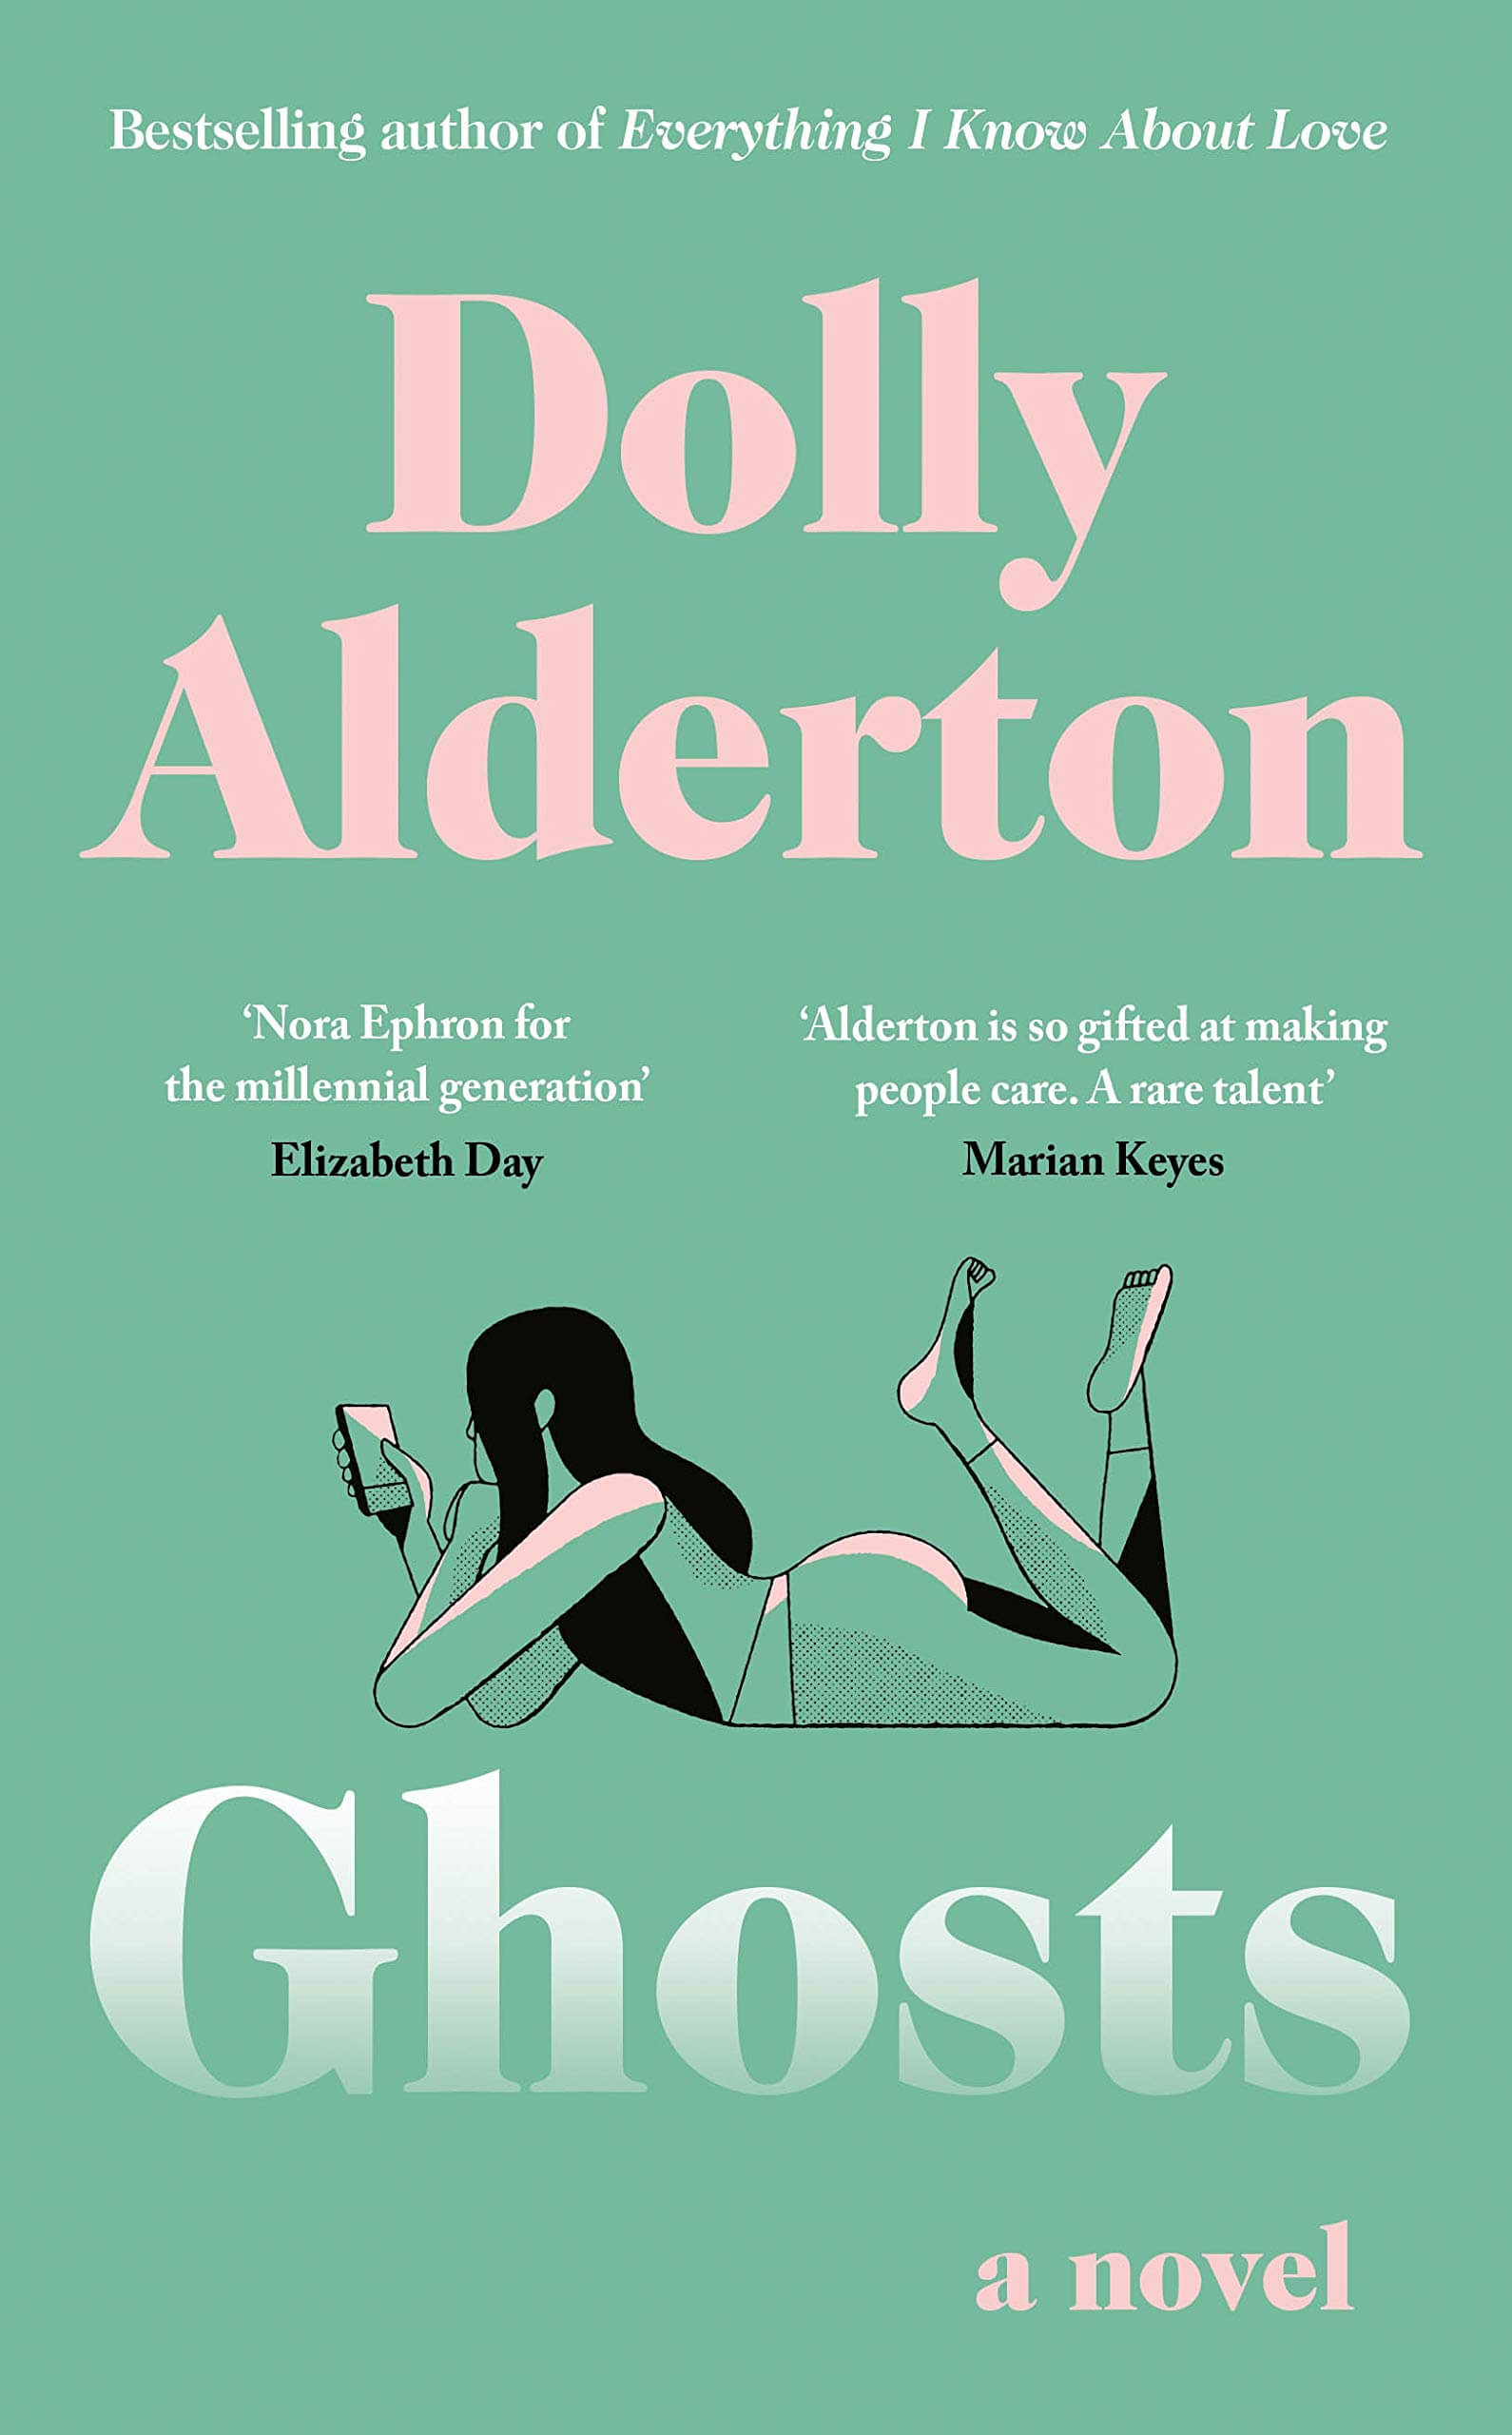 Bestselling author of Everything I Know About Love
Dolly
Alderton
‘Nora Ephron for
the millennial generation’
Elizabeth Day
‘Alderton is so gifted at making
people care. A rare talent’
Marian Keyes
Ghosts
a novel